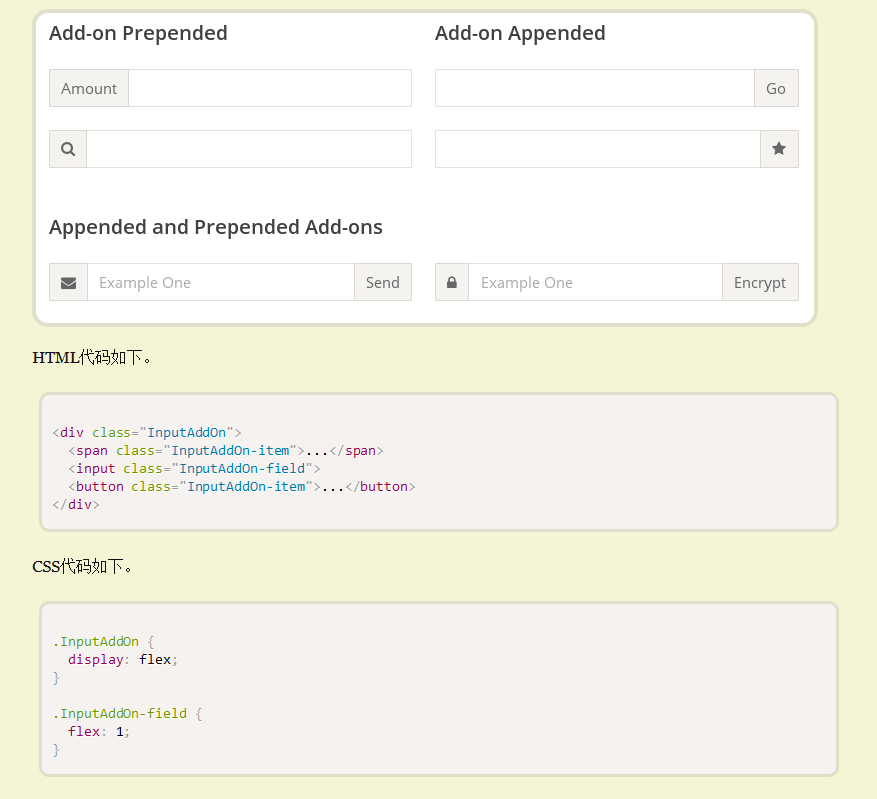 Add-on Prepended
Add-on Appended
Amount
Go
Appended and Prepended Add-ons
Example One
Send
Example One
Encrypt
HTML代码如下。
<div class="InputAddOn">
  <span class="InputAddOn-item">...</span>
  <input class="InputAddOn-field">
  <button class="InputAddOn-item">...</button>
</div>
CSS代码如下。
.InputAddOn {
  display: flex;
}
.InputAddOn-field {
  flex: 1;
}